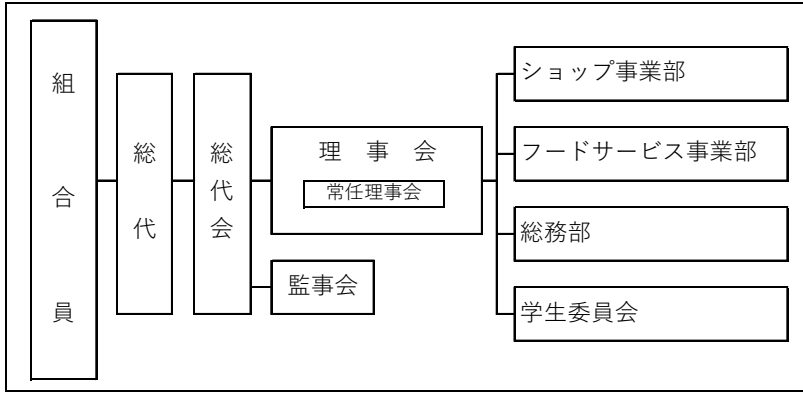 組合員
総代
総代会
理事会
常任理事会
監事会
ショップ事業部
フードサービス事業部
総務部
学生委員会